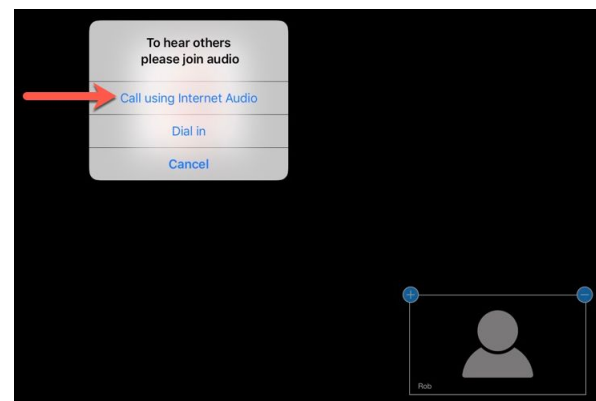 To hear others
please join audio
Call using Internet Audio
Dial in
Cancel
Rob